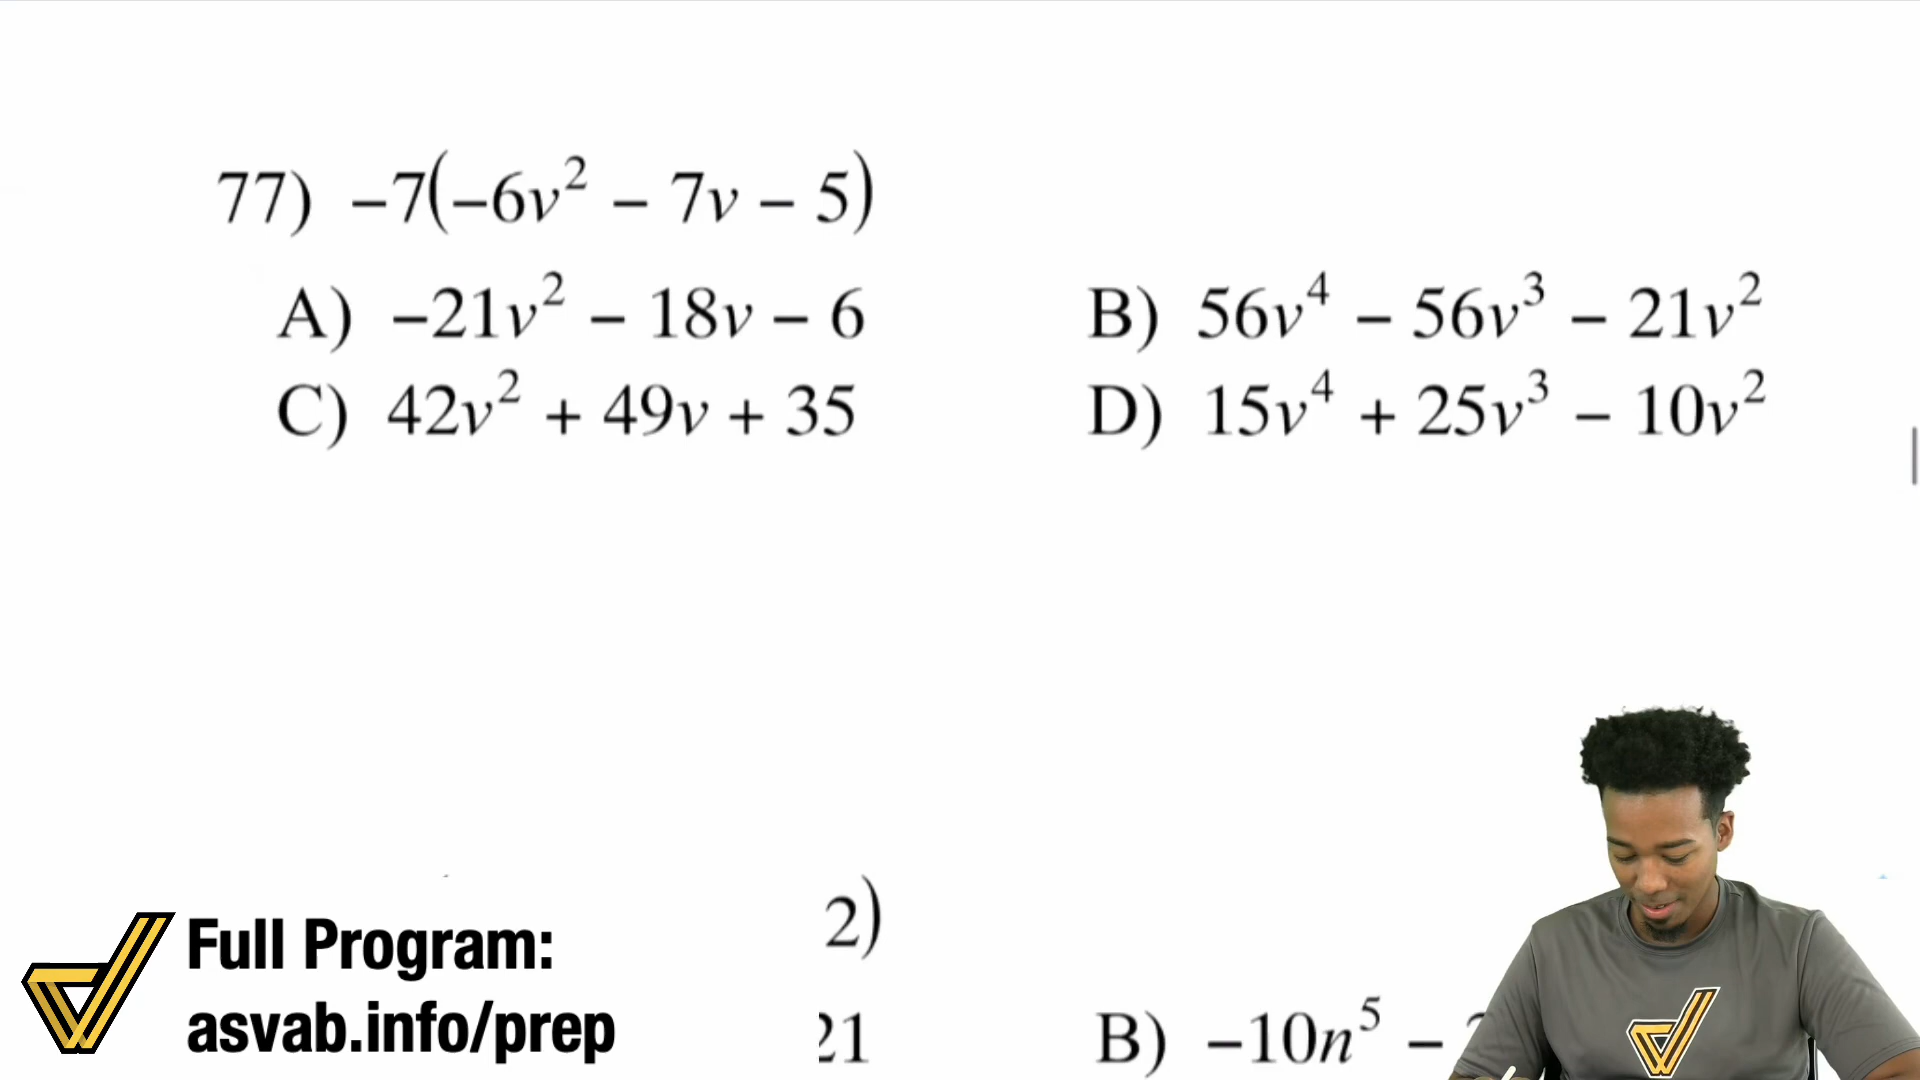 77) −7(−6v² − 7v − 5)
A) −21v² − 18v − 6
B) 56v⁴ − 56v³ − 21v²
C) 42v² + 49v + 35
D) 15v⁴ + 25v³ − 10v²
2)
21
B) −10n⁵ −
Full Program:
asvab.info/prep